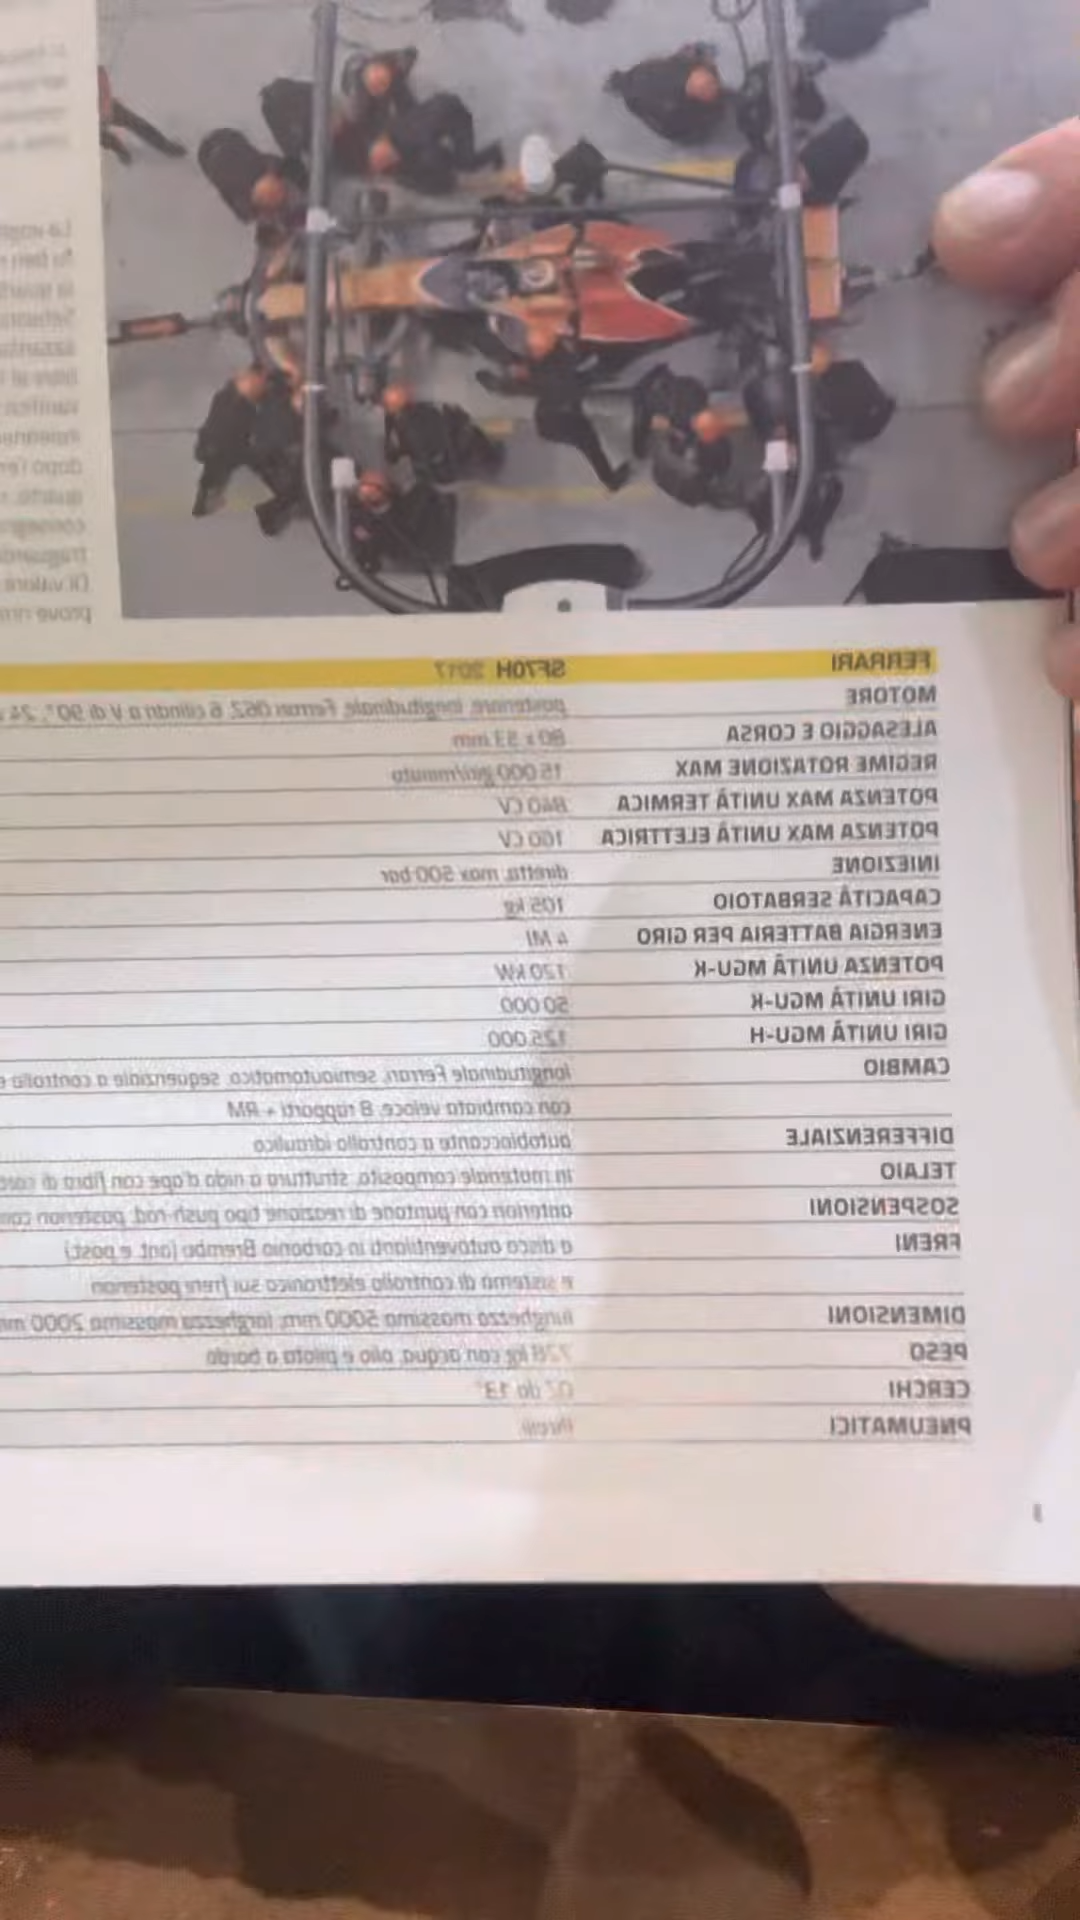 FERRARI SF70H 2017
MOTORE posteriore, longitudinale, Ferrari 062, 6 cilindri a V di 90°, 24
ALESAGGIO E CORSA 80 x 53 mm
REGIME ROTAZIONE MAX 15 000 giri/minuto
POTENZA MAX UNITÀ TERMICA 840 CV
POTENZA MAX UNITÀ ELETTRICA 160 CV
INIEZIONE diretta, max 500 bar
CAPACITÀ SERBATOIO 105 kg
ENERGIA BATTERIA PER GIRO 4 MJ
POTENZA UNITÀ MGU-K 120 kW
GIRI UNITÀ MGU-K 50 000
GIRI UNITÀ MGU-H 125 000
CAMBIO longitudinale Ferrari, semiautomatico, sequenziale a controllo e
con cambiata veloce, 8 rapporti + RM
DIFFERENZIALE autobloccante a controllo idraulico
TELAIO in materiale composito, struttura a nido d'ape con fibra di
SOSPENSIONI anteriori con puntone di reazione tipo push-rod, posteriori
FRENI a disco autoventilanti in carbonio Brembo (ant. e post.)
e sistema di controllo elettronico sui freni posteriori
DIMENSIONI lunghezza massima 5000 mm, larghezza massima 2000 mm
PESO 728 kg con acqua, olio e pilota a bordo
CERCHI OZ da 13"
PNEUMATICI Pirelli